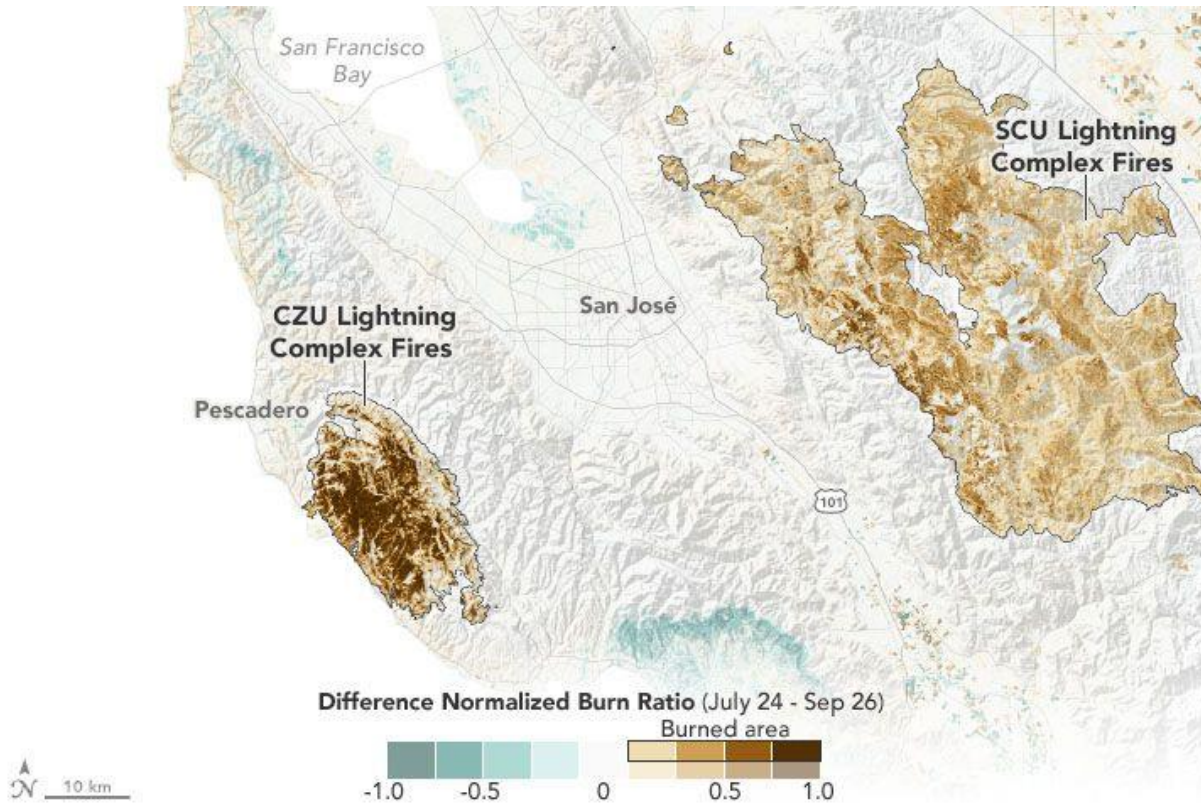 San Francisco
Bay
SCU Lightning
Complex Fires
San José
CZU Lightning
Complex Fires
Pescadero
101
Difference Normalized Burn Ratio (July 24 - Sep 26)
Burned area
-1.0 -0.5 0 0.5 1.0
N 10 km